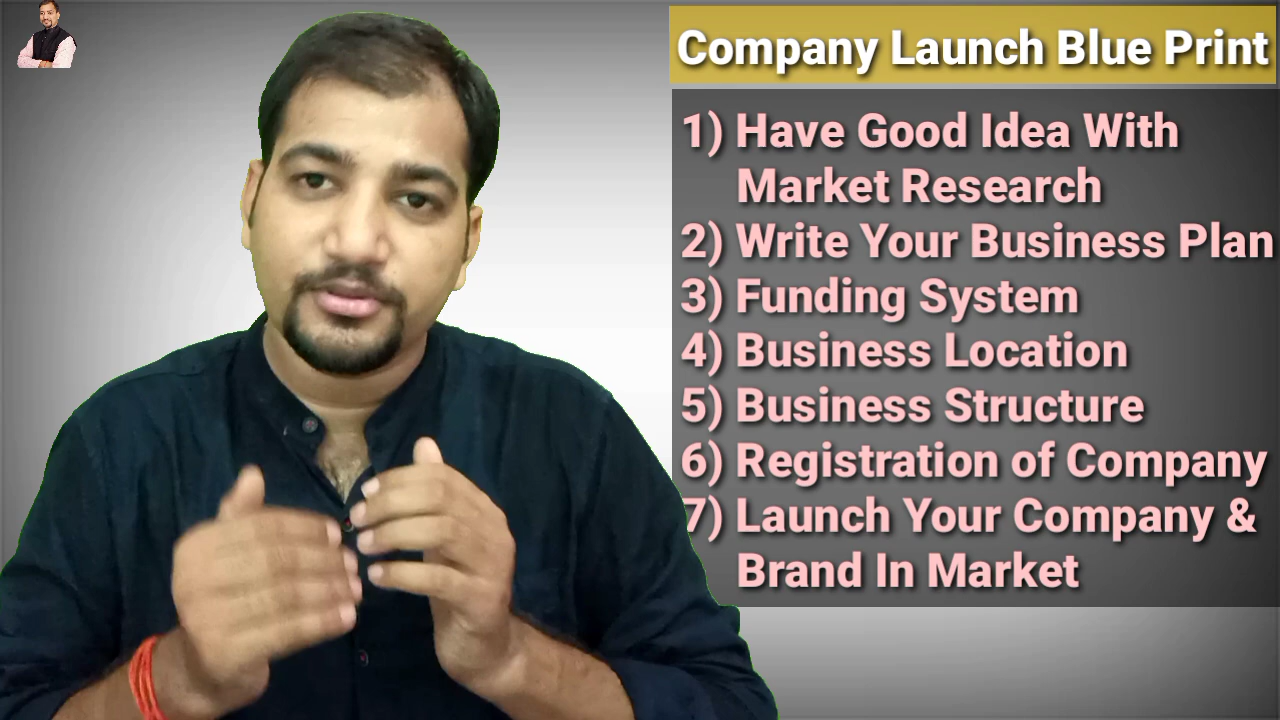 Company Launch Blue Print
1) Have Good Idea With
Market Research
2) Write Your Business Plan
3) Funding System
4) Business Location
5) Business Structure
6) Registration of Company
7) Launch Your Company &
Brand In Market